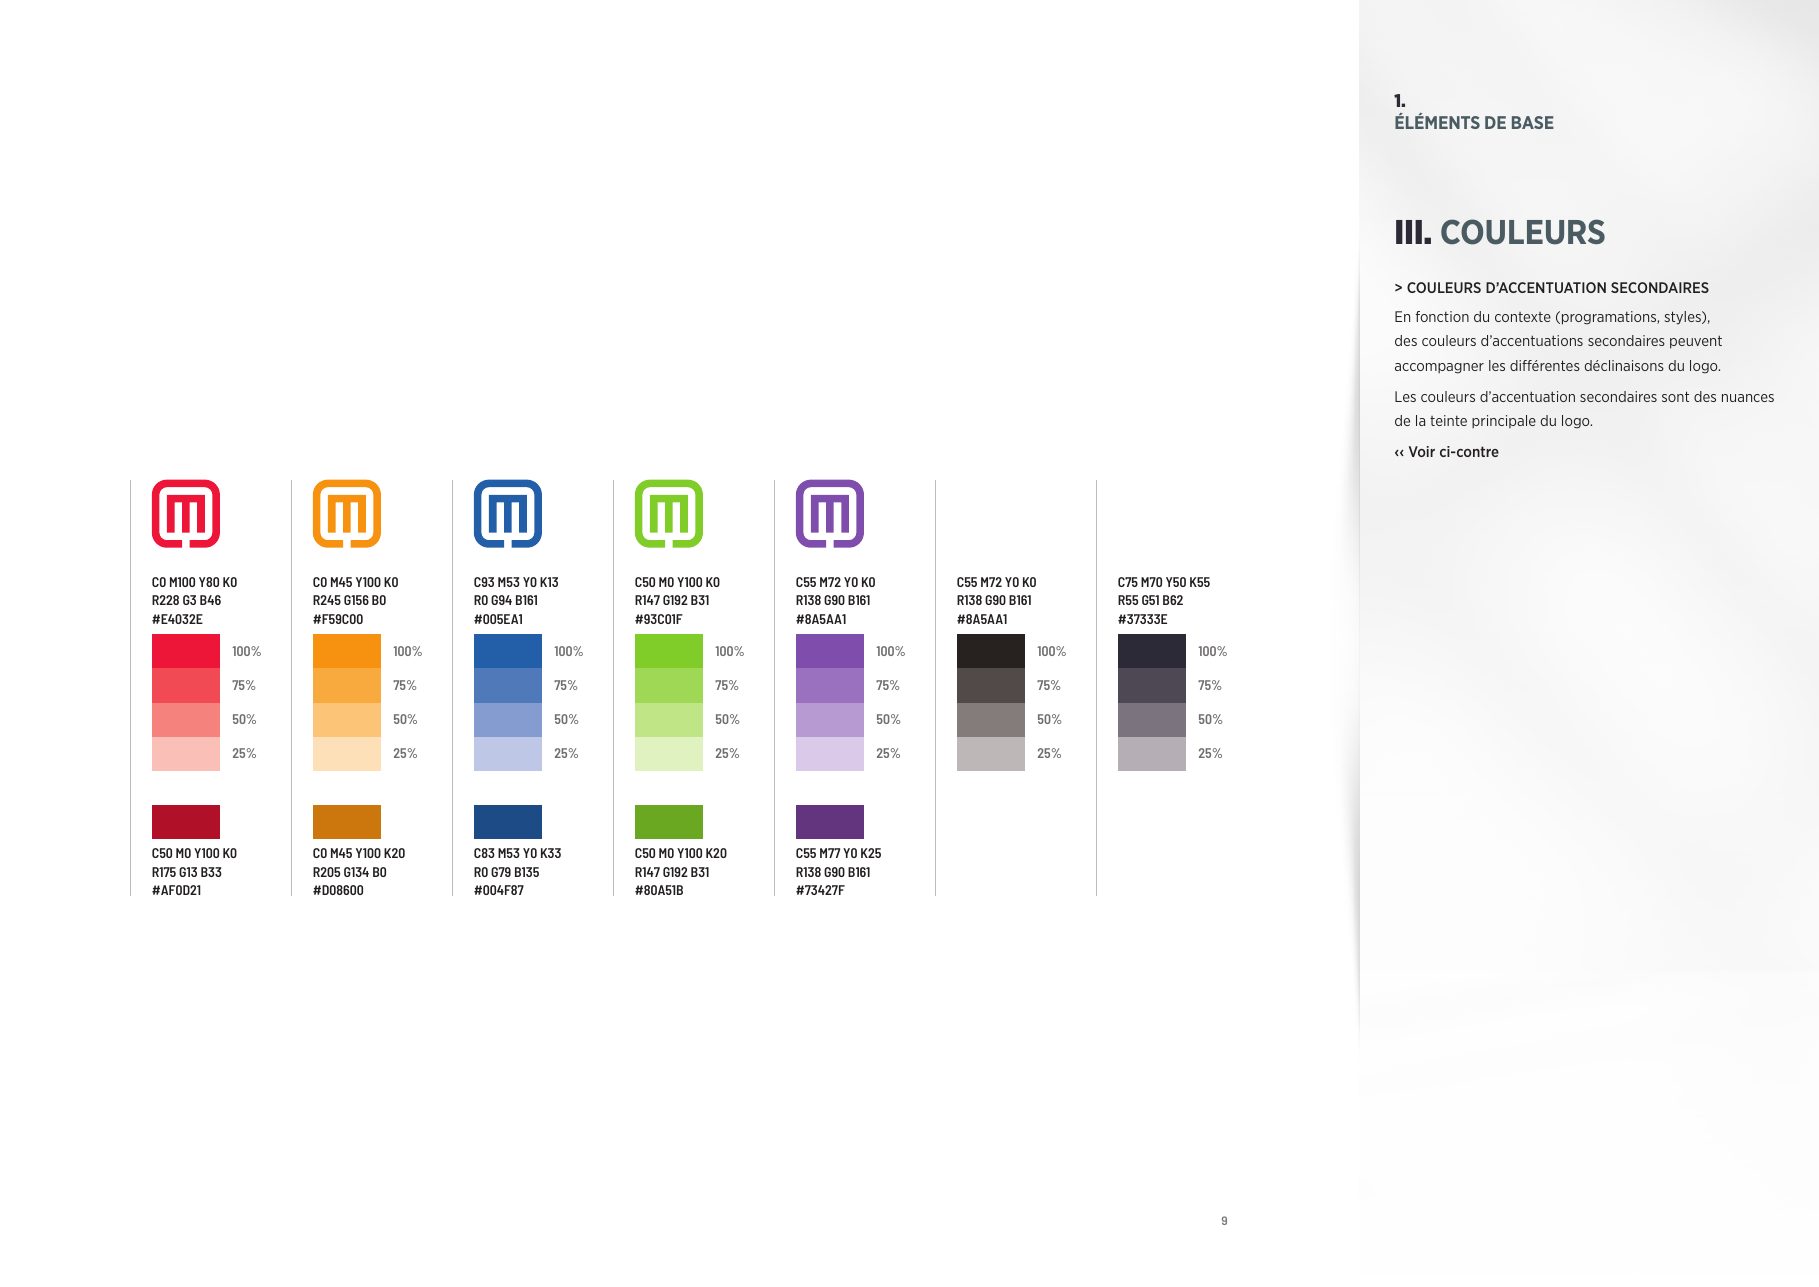 1.
ÉLÉMENTS DE BASE
III. COULEURS
> COULEURS D’ACCENTUATION SECONDAIRES
En fonction du contexte (programations, styles),
des couleurs d’accentuations secondaires peuvent
accompagner les différentes déclinaisons du logo.
Les couleurs d’accentuation secondaires sont des nuances
de la teinte principale du logo.
‹‹ Voir ci-contre
C0 M100 Y80 K0
R228 G3 B46
#E4032E
100%
75%
50%
25%
C50 M0 Y100 K0
R175 G13 B33
#AF0D21
C0 M45 Y100 K0
R245 G156 B0
#F59C00
100%
75%
50%
25%
C0 M45 Y100 K20
R205 G134 B0
#D08600
C93 M53 Y0 K13
R0 G94 B161
#005EA1
100%
75%
50%
25%
C83 M53 Y0 K33
R0 G79 B135
#004F87
C50 M0 Y100 K0
R147 G192 B31
#93C01F
100%
75%
50%
25%
C50 M0 Y100 K20
R147 G192 B31
#80A51B
C55 M72 Y0 K0
R138 G90 B161
#8A5AA1
100%
75%
50%
25%
C55 M77 Y0 K25
R138 G90 B161
#73427F
C55 M72 Y0 K0
R138 G90 B161
#8A5AA1
100%
75%
50%
25%
C75 M70 Y50 K55
R55 G51 B62
#37333E
100%
75%
50%
25%
9